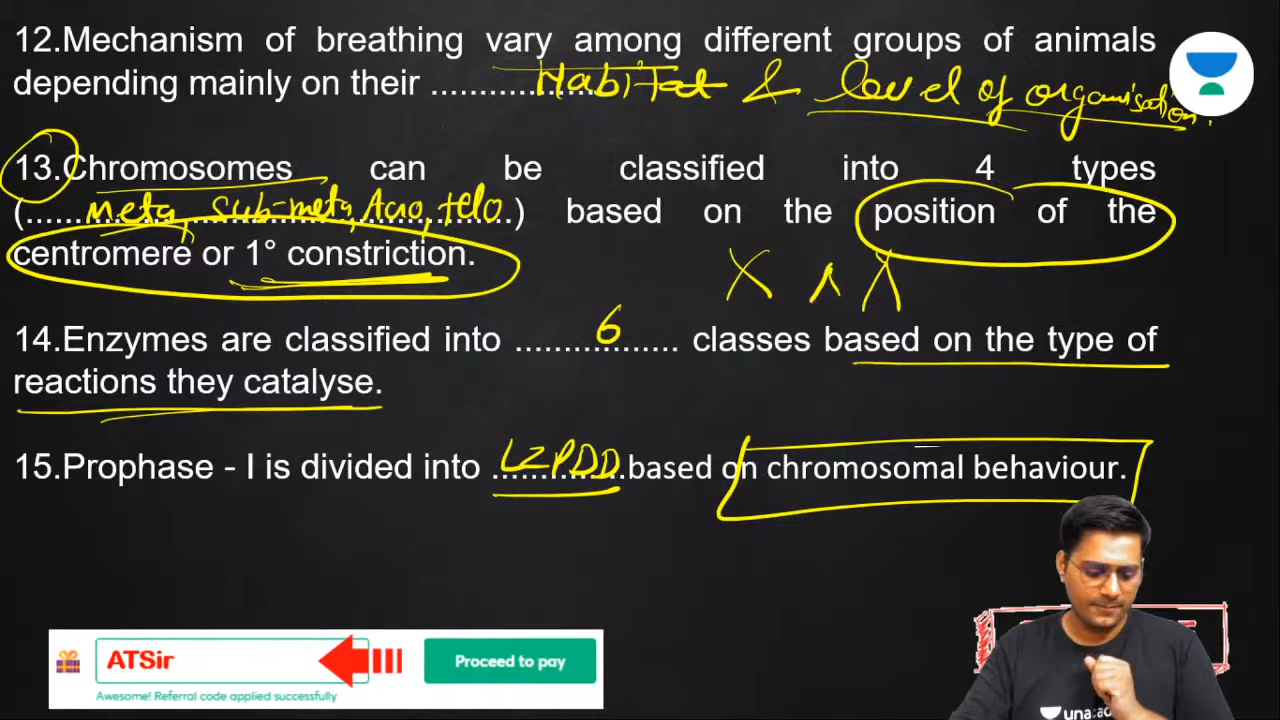 12.Mechanism of breathing vary among different groups of animals
depending mainly on their .................. Habitat & level of organisation.
13.Chromosomes can be classified into 4 types
(..... meta, sub-meta, Acro, telo .....) based on the position of the
centromere or 1° constriction.
14.Enzymes are classified into ........6......... classes based on the type of
reactions they catalyse.
15.Prophase - I is divided into LZPDD based on chromosomal behaviour.
ATSir
Proceed to pay
Awesome! Referral code applied successfully